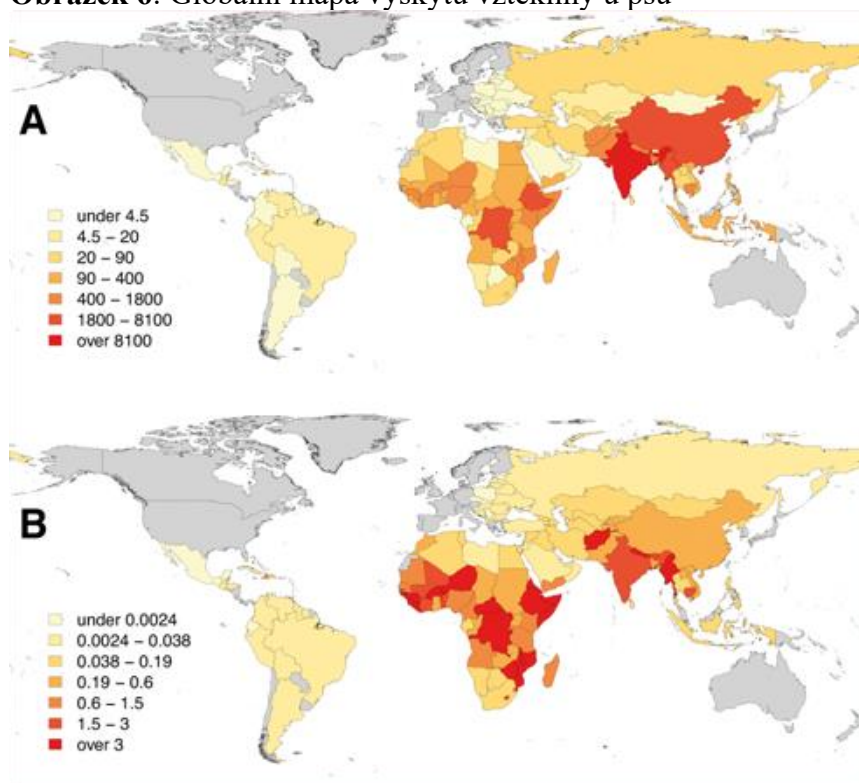 Obrázek 6: Globální mapa výskytu vztekliny u psů
A
under 4.5
4.5 – 20
20 – 90
90 – 400
400 – 1800
1800 – 8100
over 8100
B
under 0.0024
0.0024 – 0.038
0.038 – 0.19
0.19 – 0.6
0.6 – 1.5
1.5 – 3
over 3